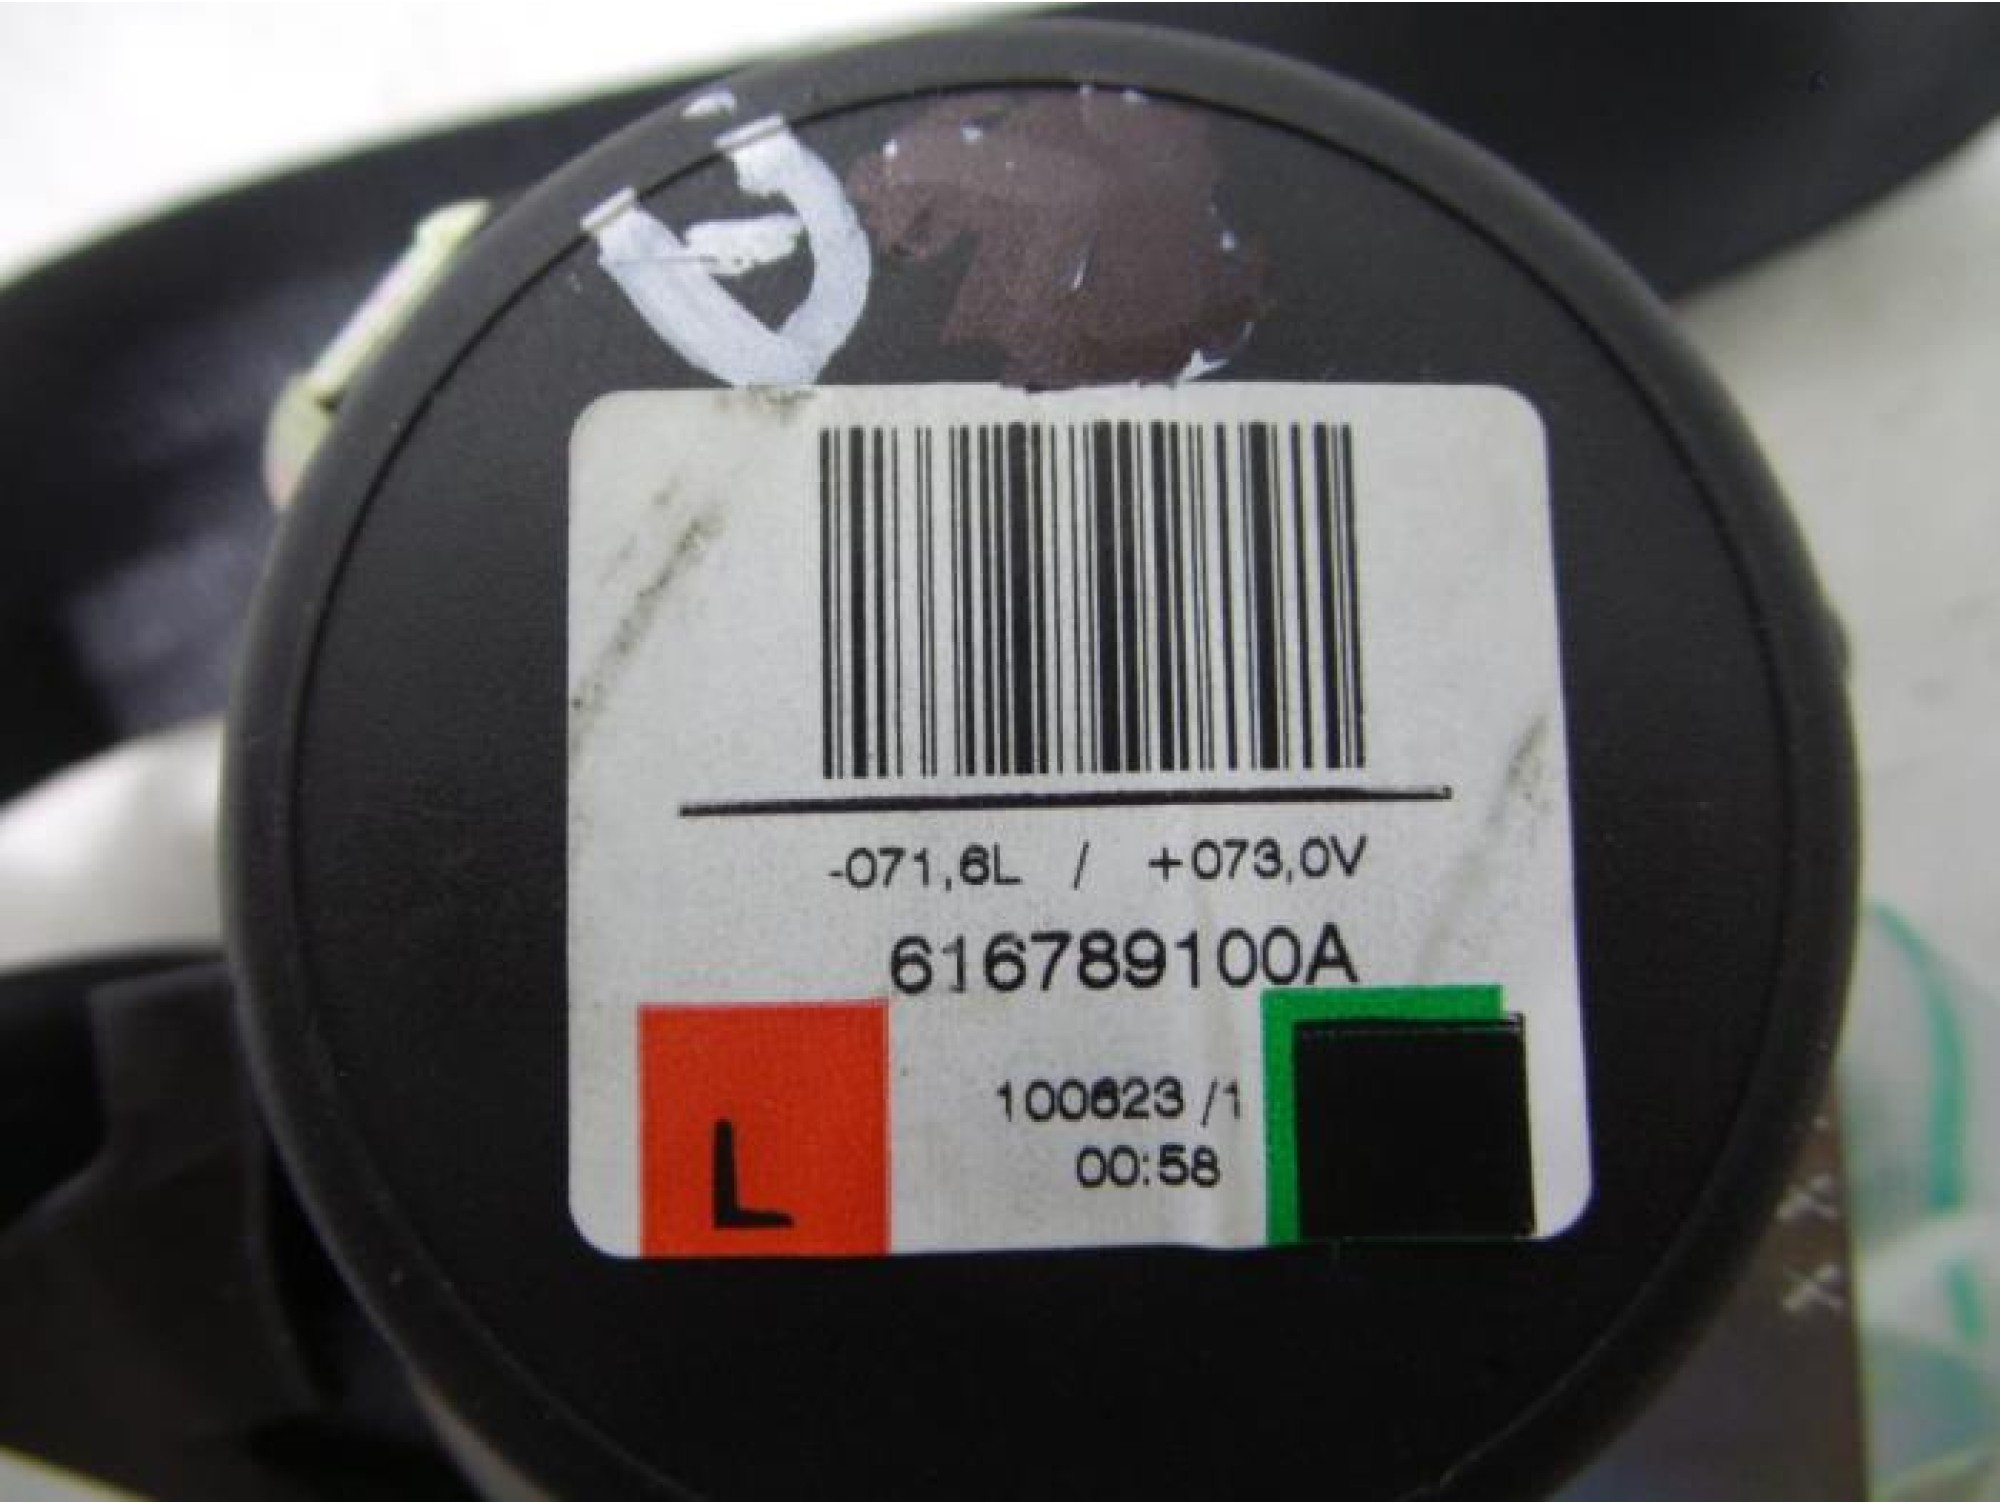 -071,6L / +073,0V
616789100A
100623 /1
00:58
L